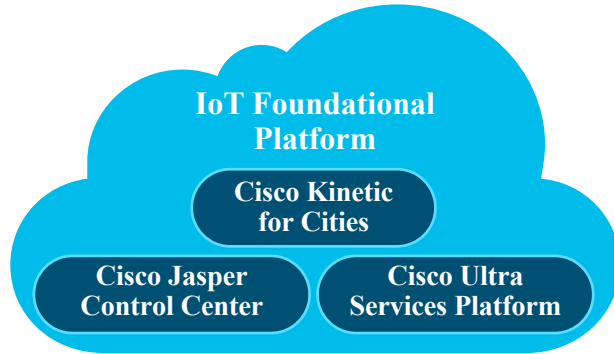 IoT Foundational
Platform
Cisco Kinetic
for Cities
Cisco Jasper
Control Center
Cisco Ultra
Services Platform